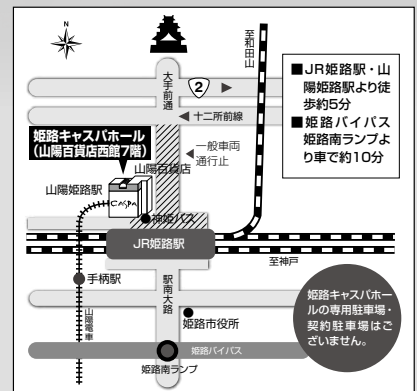 N
至和田山
大手前通
2
■JR姫路駅・山
陽姫路駅より徒
歩約5分
■姫路バイパス
姫路南ランプよ
り車で約10分
十二所前線
姫路キャスパホール
(山陽百貨店西館7階)
一般車両
通行止
山陽百貨店
山陽姫路駅
CASPA
神姫バス
JR姫路駅
至神戸
手柄駅
駅南大路
山陽電車
姫路市役所
姫路キャスパホー
ルの専用駐車場・
契約駐車場はご
ざいません。
姫路バイパス
姫路南ランプ